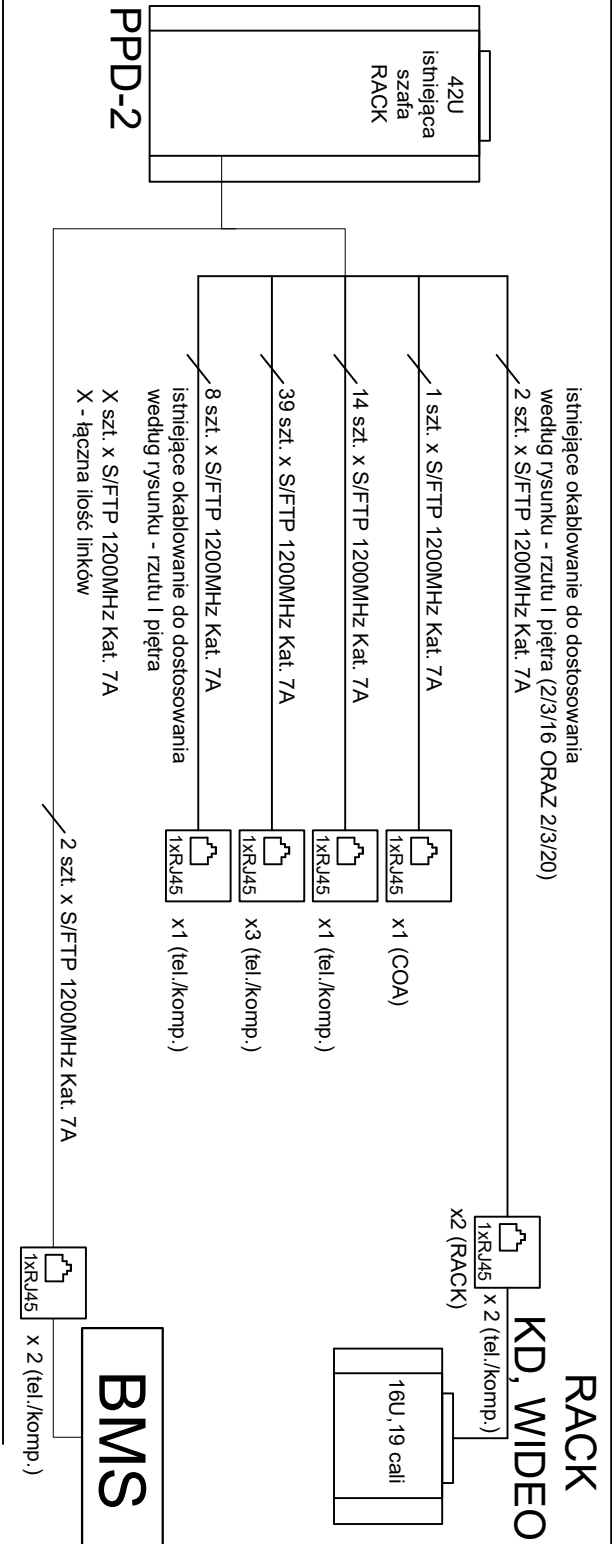 RACK
KD, WIDEO
16U, 19 cali
1xRJ45
x 2 (tel./komp.)
x2 (RACK)
BMS
1xRJ45
x 2 (tel./komp.)
istniejące okablowanie do dostosowania
według rysunku - rzutu I piętra (2/3/16 ORAZ 2/3/20)
2 szt. x S/FTP 1200MHz Kat. 7A
1 szt. x S/FTP 1200MHz Kat. 7A
1xRJ45
x1 (COA)
14 szt. x S/FTP 1200MHz Kat. 7A
1xRJ45
x1 (tel./komp.)
39 szt. x S/FTP 1200MHz Kat. 7A
1xRJ45
x3 (tel./komp.)
8 szt. x S/FTP 1200MHz Kat. 7A
1xRJ45
x1 (tel./komp.)
istniejące okablowanie do dostosowania
według rysunku - rzutu I piętra
X szt. x S/FTP 1200MHz Kat. 7A
X - łączna ilość linków
2 szt. x S/FTP 1200MHz Kat. 7A
42U
istniejąca
szafa
RACK
PPD-2